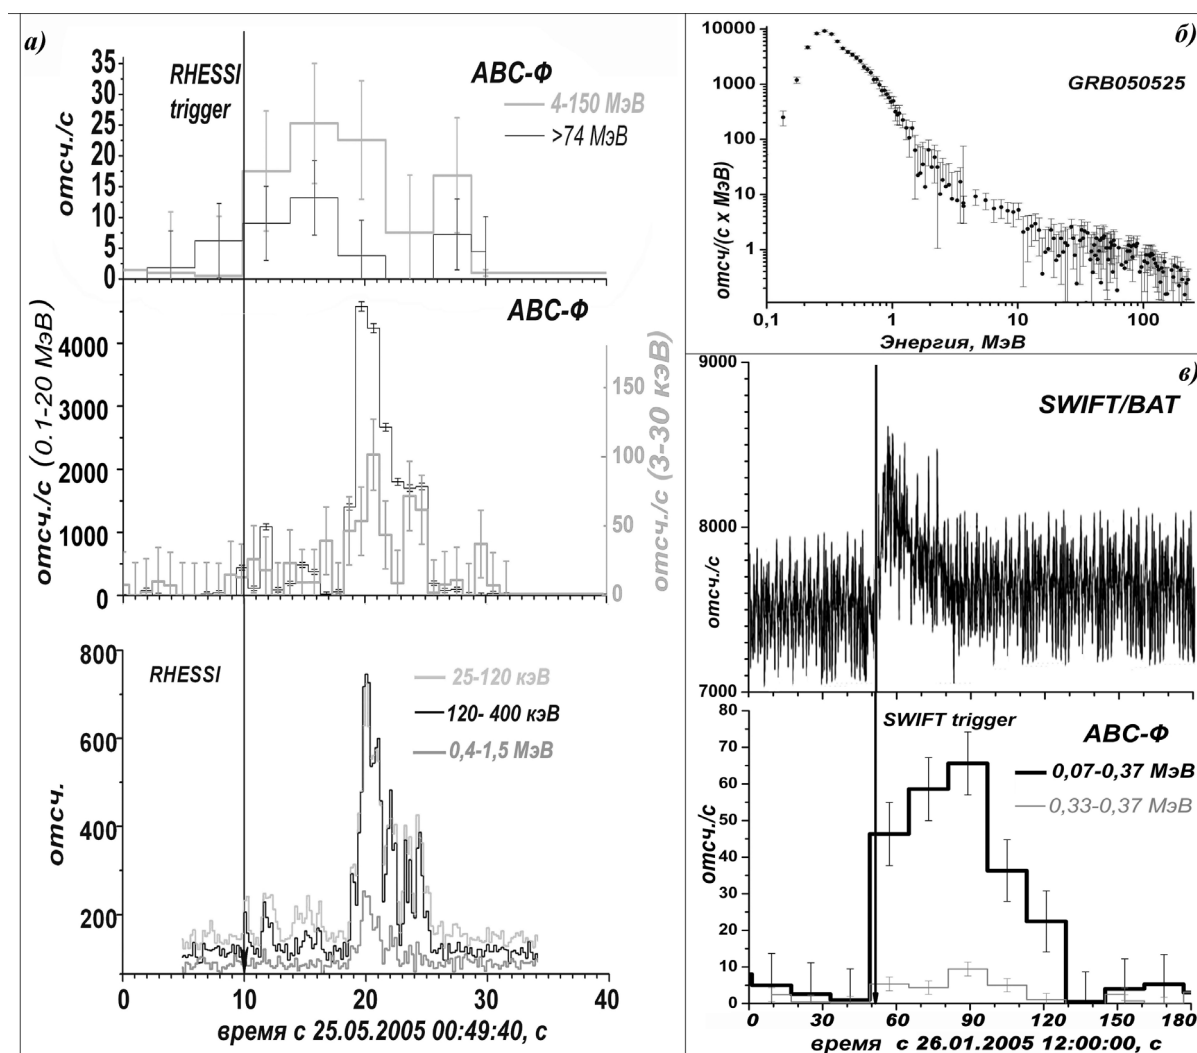 а)
RHESSI
trigger
АВС-Ф
4-150 МэВ
>74 МэВ
отсч./с
35
30
25
20
15
10
5
0
АВС-Ф
отсч./с (0.1-20 МэВ)
4000
3000
2000
1000
0
отсч./с (3-30 кэВ)
150
100
50
0
RHESSI
25-120 кэВ
120- 400 кэВ
0,4-1,5 МэВ
отсч.
800
600
400
200
0 10 20 30 40
время с 25.05.2005 00:49:40, с
б)
GRB050525
отсч/(с х МэВ)
10000
1000
100
10
1
0,1 1 10 100
Энергия, МэВ
в)
SWIFT/BAT
отсч./с
9000
8000
7000
SWIFT trigger
АВС-Ф
0,07-0,37 МэВ
0,33-0,37 МэВ
отсч./с
80
70
60
50
40
30
20
10
0
0 30 60 90 120 150 180
время с 26.01.2005 12:00:00, с